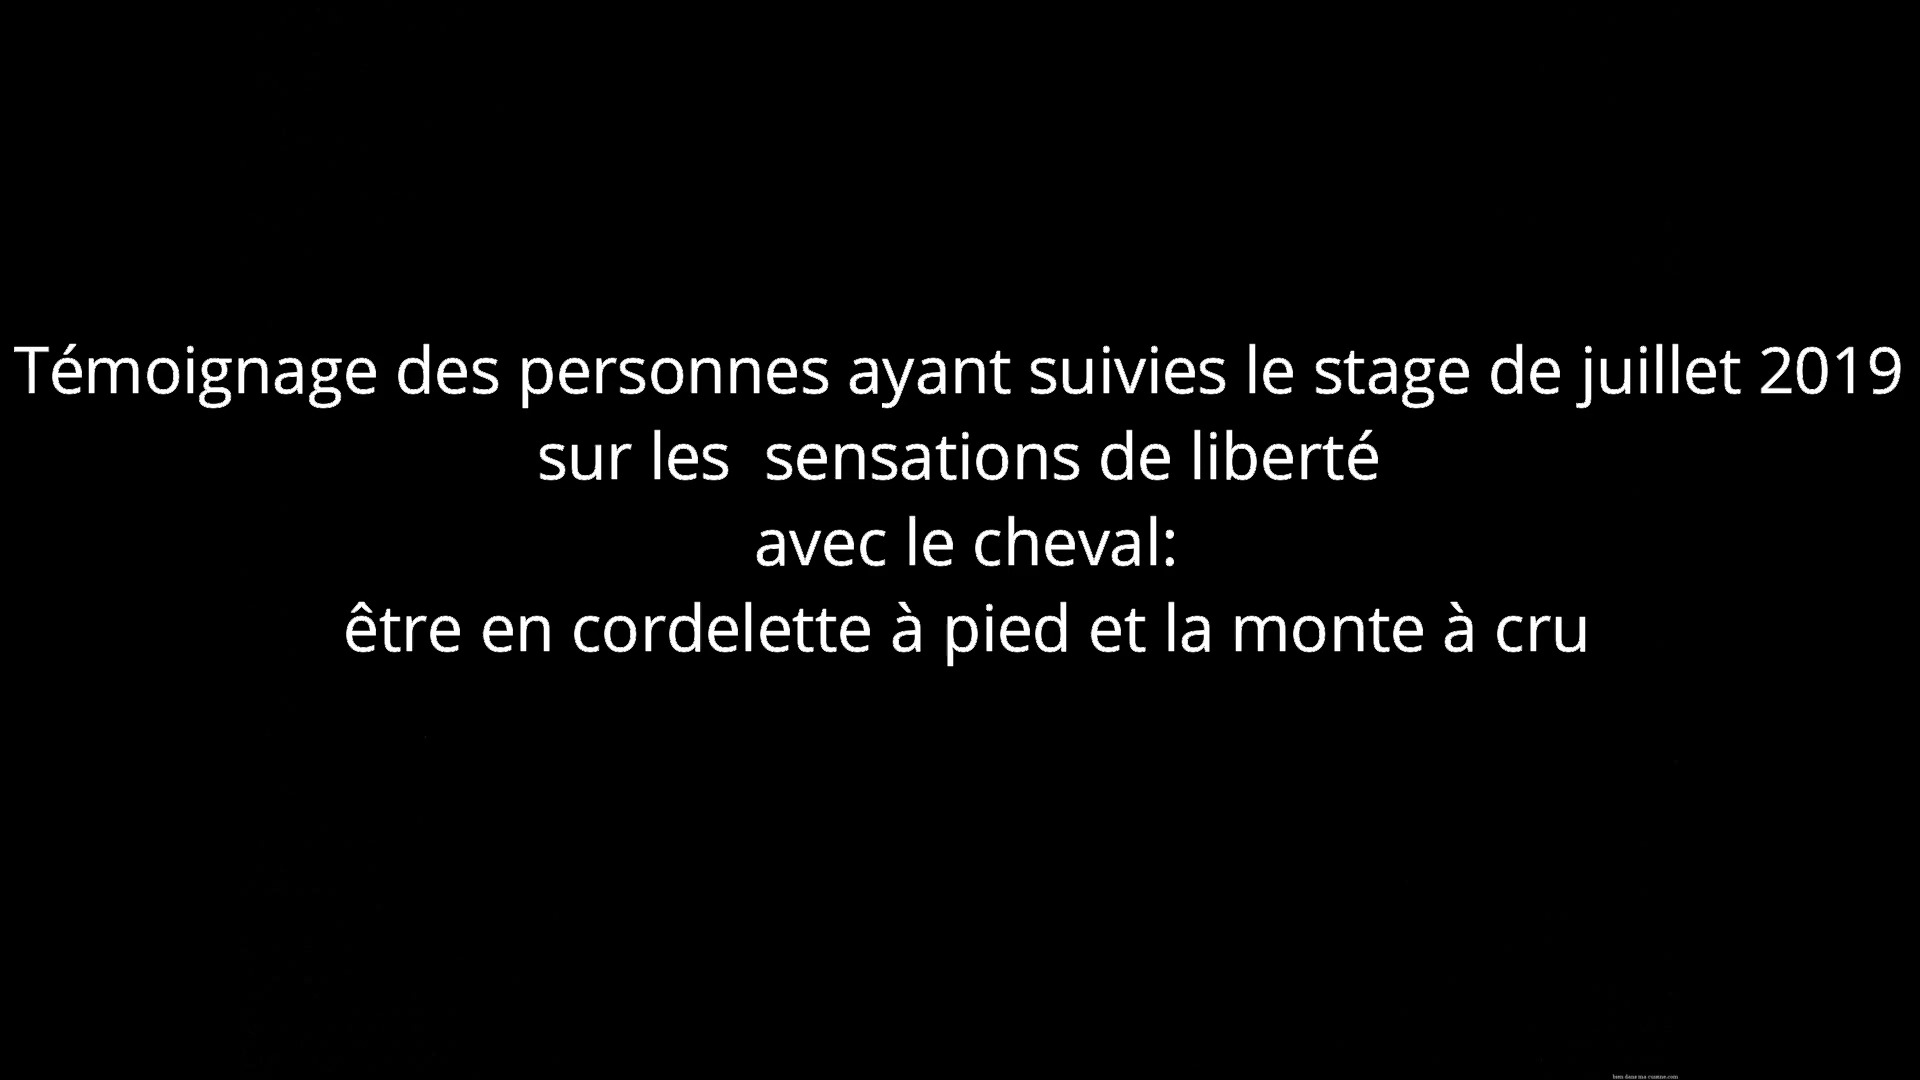 Témoignage des personnes ayant suivies le stage de juillet 2019
sur les  sensations de liberté
avec le cheval:
être en cordelette à pied et la monte à cru